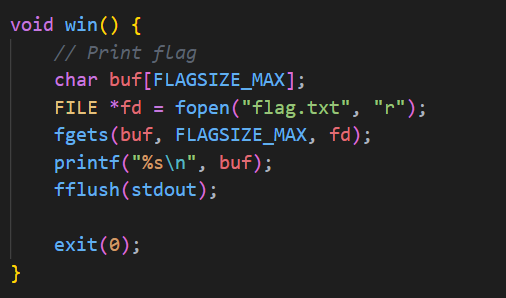 void win() {
    // Print flag
    char buf[FLAGSIZE_MAX];
    FILE *fd = fopen("flag.txt", "r");
    fgets(buf, FLAGSIZE_MAX, fd);
    printf("%s\n", buf);
    fflush(stdout);

    exit(0);
}